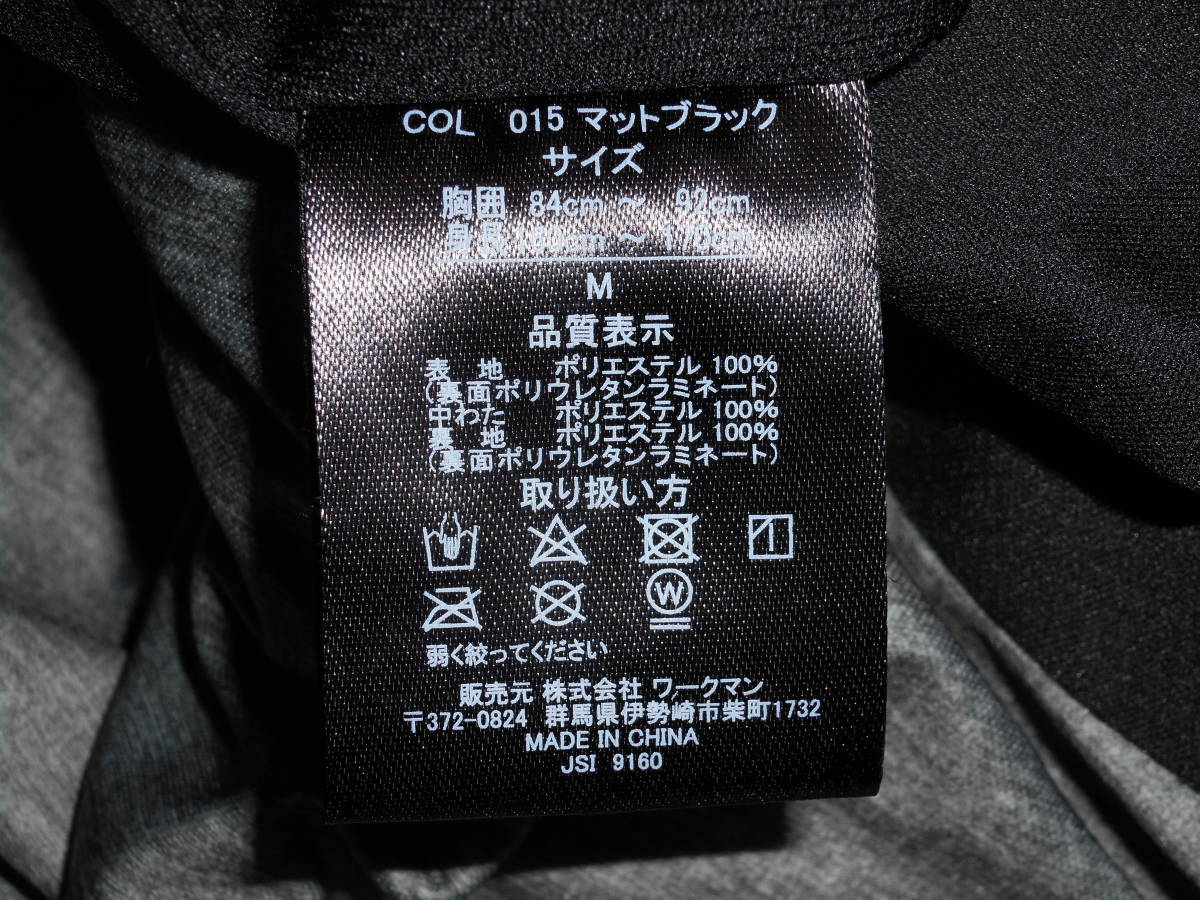 COL 015 マットブラック
サイズ
胸囲 84cm ～ 92cm
身長 ～
M
品質表示
表 地 ポリエステル 100%
(裏面ポリウレタンラミネート)
中わた ポリエステル 100%
裏 地 ポリエステル 100%
(裏面ポリウレタンラミネート)
取り扱い方
W
弱く絞ってください
販売元 株式会社 ワークマン
〒372-0824 群馬県伊勢崎市柴町1732
MADE IN CHINA
JSI 9160